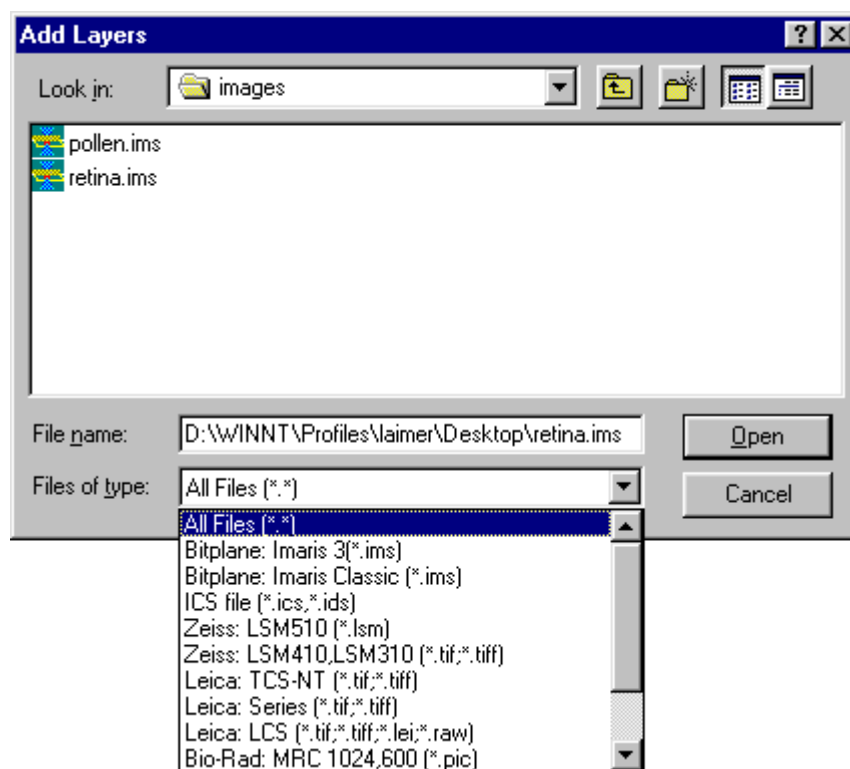 Add Layers
Look in: images
pollen.ims
retina.ims
File name: D:\WINNT\Profiles\laimer\Desktop\retina.ims Open
Files of type: All Files (*.*) Cancel
All Files (*.*)
Bitplane: Imaris 3(*.ims)
Bitplane: Imaris Classic (*.ims)
ICS file (*.ics,*.ids)
Zeiss: LSM510 (*.lsm)
Zeiss: LSM410,LSM310 (*.tif;*.tiff)
Leica: TCS-NT (*.tif;*.tiff)
Leica: Series (*.tif;*.tiff)
Leica: LCS (*.tif;*.tiff;*.lei;*.raw)
Bio-Rad: MRC 1024,600 (*.pic)